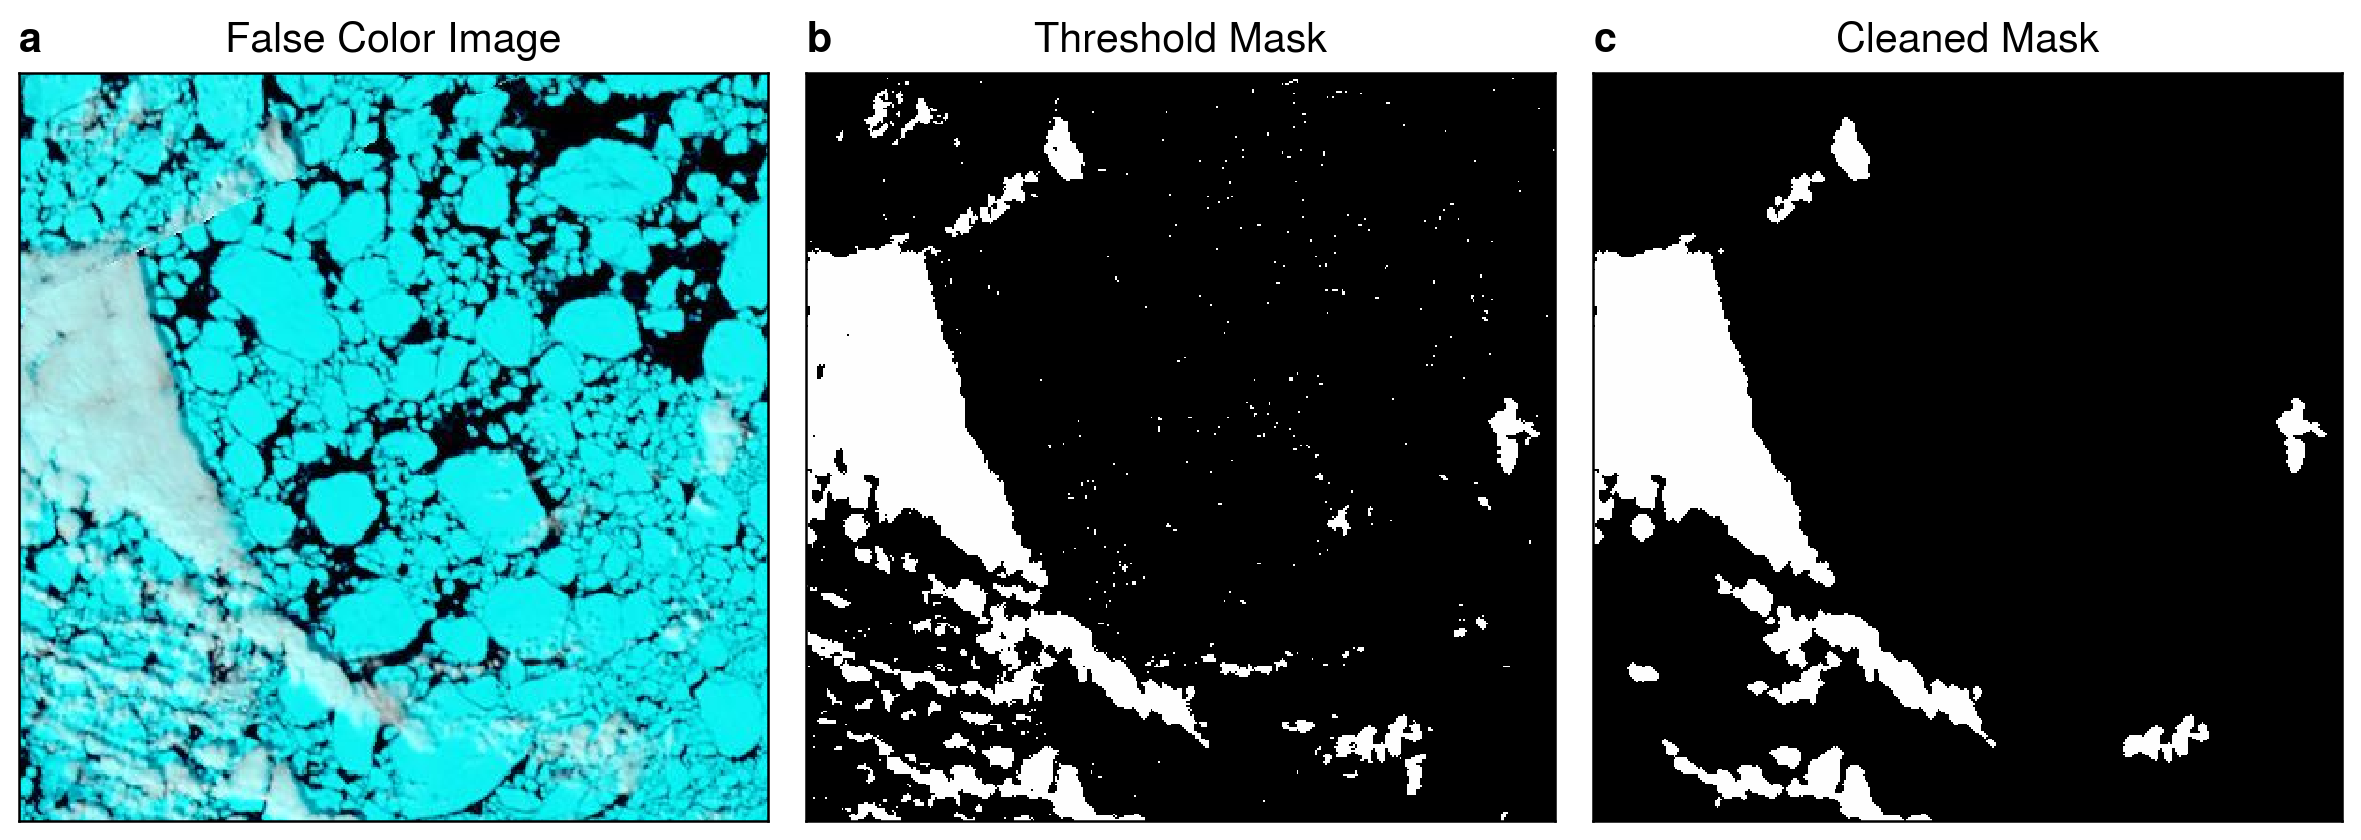 a False Color Image
b Threshold Mask
c Cleaned Mask